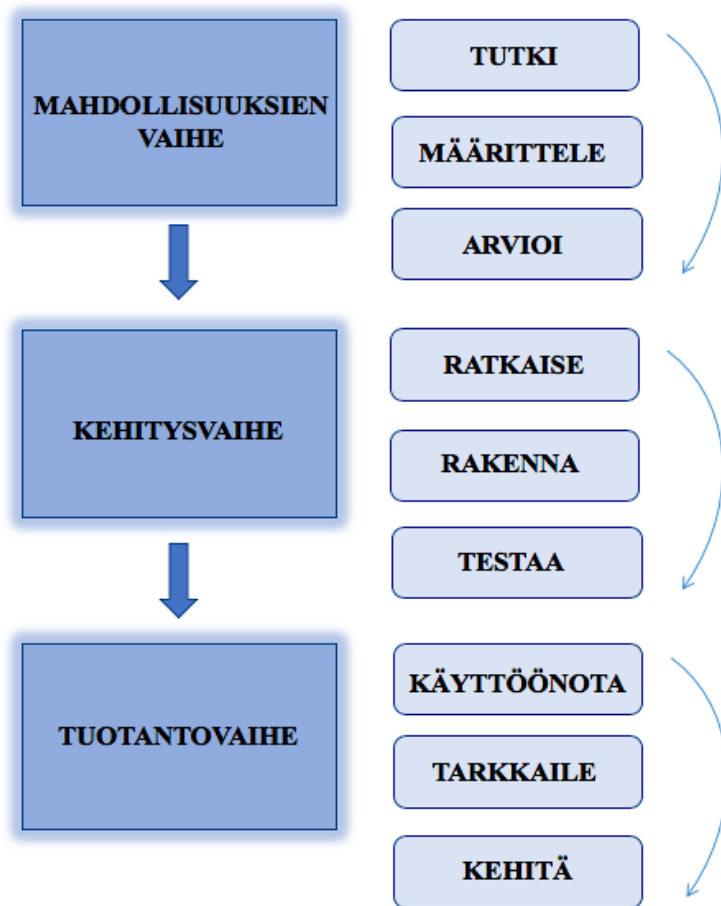 MAHDOLLISUUKSIEN
VAIHE
TUTKI
MÄÄRITTELE
ARVIOI
KEHITYSVAIHE
RATKAISE
RAKENNA
TESTAA
TUOTANTOVAIHE
KÄYTTÖÖNOTA
TARKKAILE
KEHITÄ